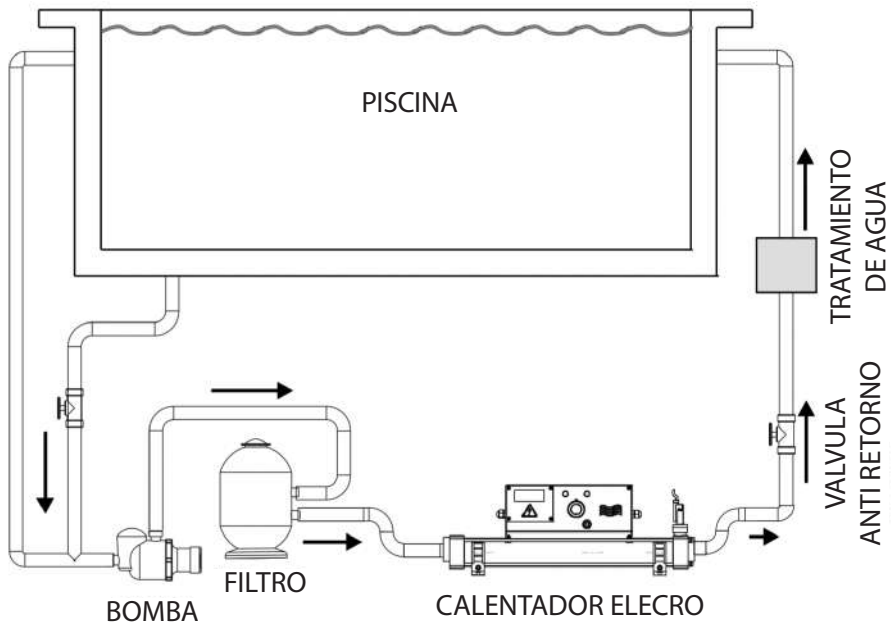 PISCINA
TRATAMIENTO
DE AGUA
VALVULA
ANTI RETORNO
FILTRO
BOMBA
CALENTADOR ELECRO